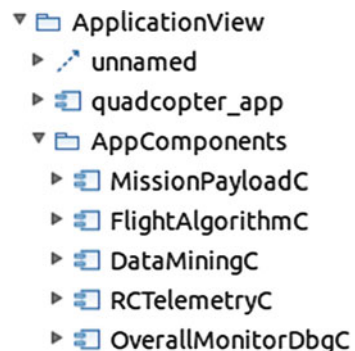 ApplicationView
unnamed
quadcopter_app
AppComponents
MissionPayloadC
FlightAlgorithmC
DataMiningC
RCTelemetryC
OverallMonitorDbgC